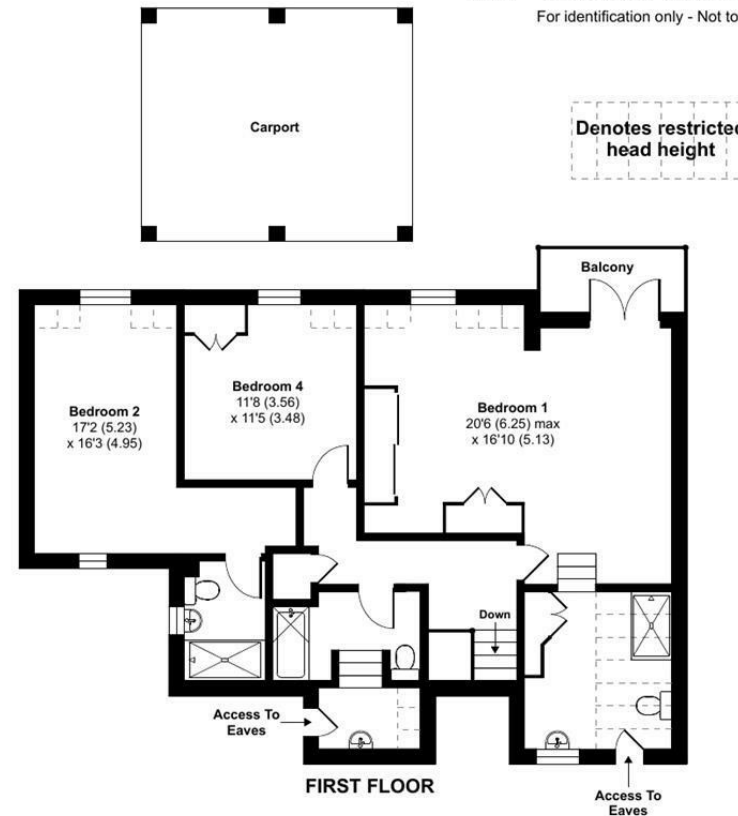 For identification only - Not to
Carport
Denotes restricted
head height
Balcony
Bedroom 2
17'2 (5.23)
x 16'3 (4.95)
Bedroom 4
11'8 (3.56)
x 11'5 (3.48)
Bedroom 1
20'6 (6.25) max
x 16'10 (5.13)
Down
Access To
Eaves
FIRST FLOOR
Access To
Eaves